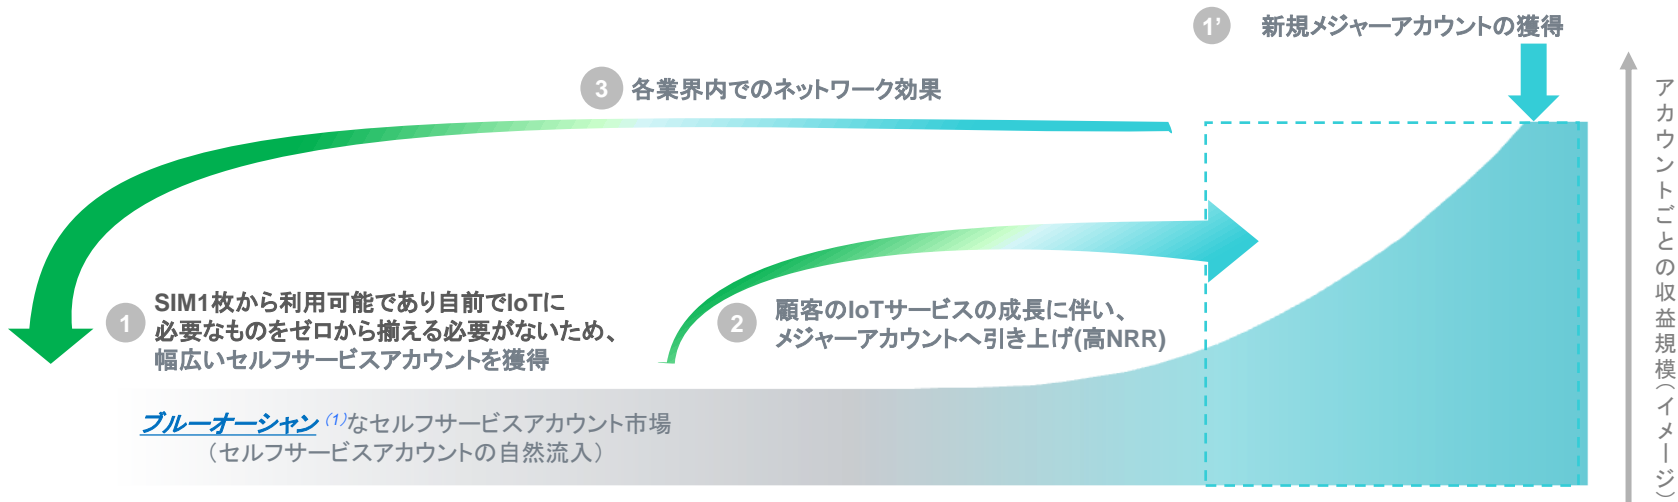 1’ 新規メジャーアカウントの獲得
3 各業界内でのネットワーク効果
1 SIM1枚から利用可能であり自前でIoTに
必要なものをゼロから揃える必要がないため、
幅広いセルフサービスアカウントを獲得
2 顧客のIoTサービスの成長に伴い、
メジャーアカウントへ引き上げ(高NRR)
ブルーオーシャン (1)なセルフサービスアカウント市場
（セルフサービスアカウントの自然流入）
アカウントごとの収益規模（イメージ）